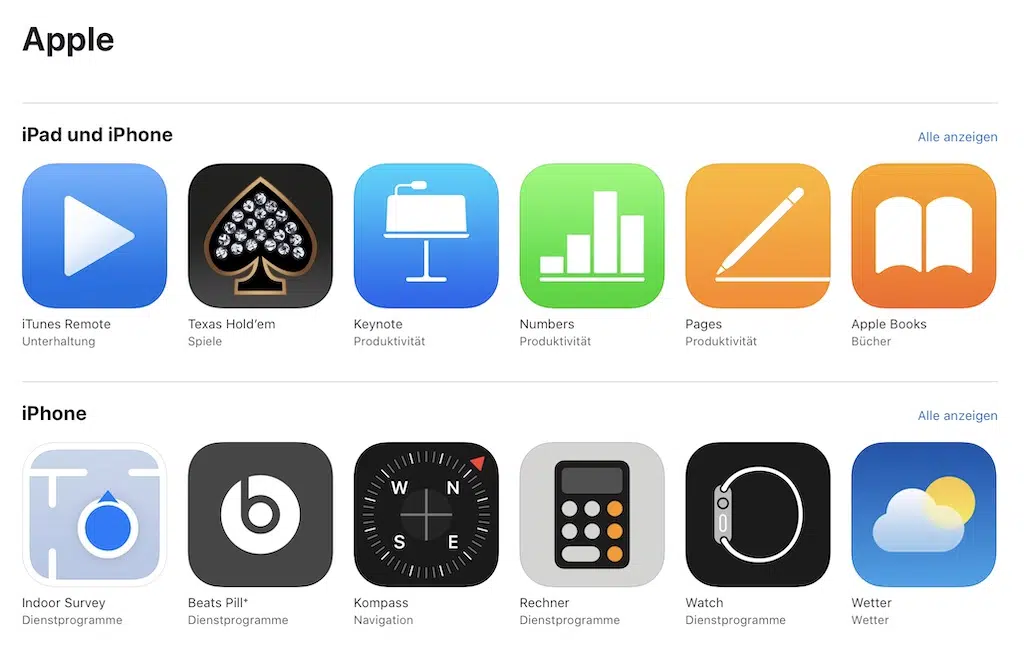 Apple
iPad und iPhone
Alle anzeigen
iTunes Remote
Unterhaltung
Texas Hold'em
Spiele
Keynote
Produktivität
Numbers
Produktivität
Pages
Produktivität
Apple Books
Bücher
iPhone
Alle anzeigen
W N
S E
Indoor Survey
Dienstprogramme
Beats Pill⁺
Dienstprogramme
Kompass
Navigation
Rechner
Dienstprogramme
Watch
Dienstprogramme
Wetter
Wetter